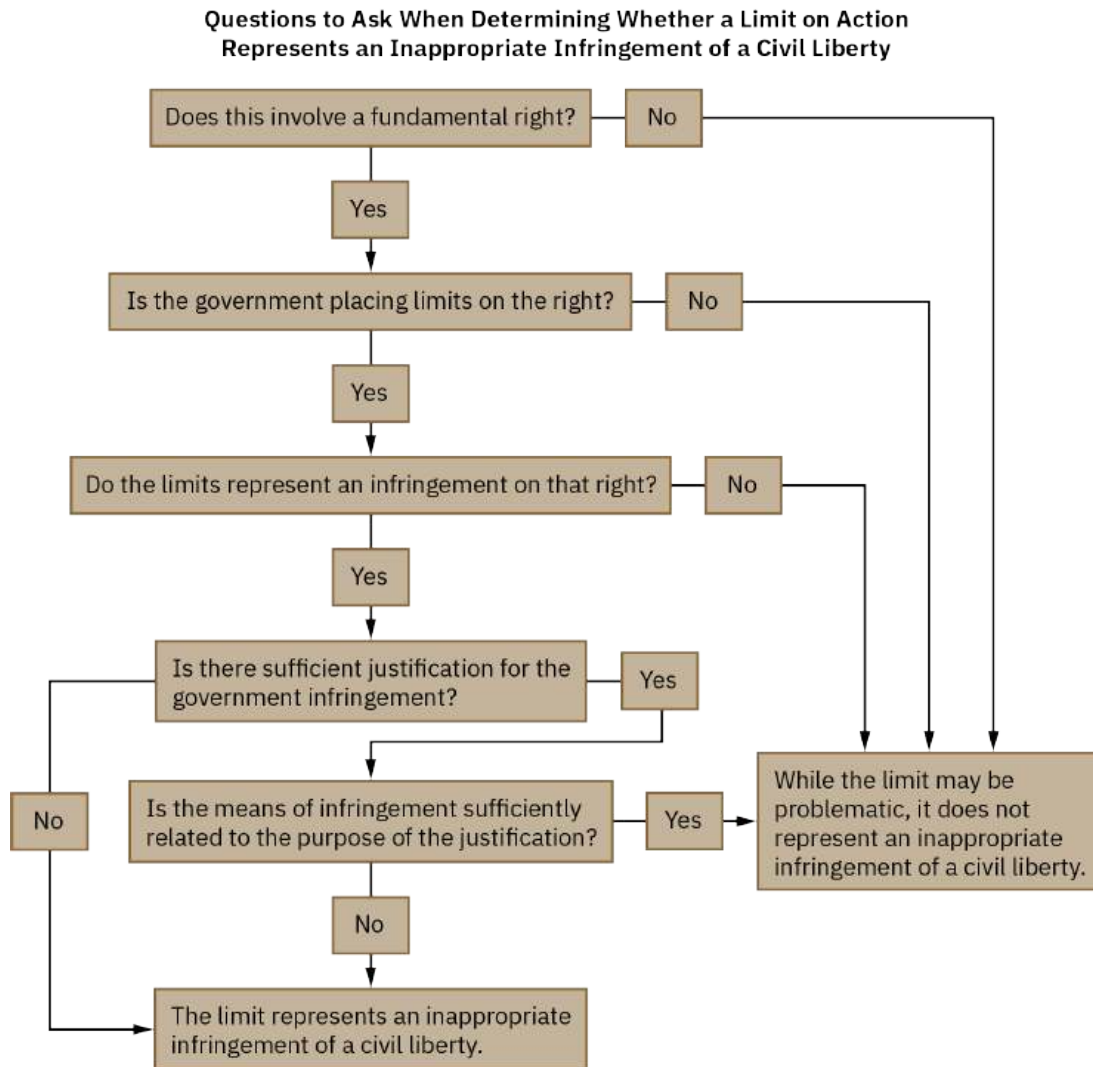 Questions to Ask When Determining Whether a Limit on Action
Represents an Inappropriate Infringement of a Civil Liberty
Does this involve a fundamental right?
No
Yes
Is the government placing limits on the right?
No
Yes
Do the limits represent an infringement on that right?
No
Yes
Is there sufficient justification for the
government infringement?
Yes
No
Is the means of infringement sufficiently
related to the purpose of the justification?
Yes
While the limit may be
problematic, it does not
represent an inappropriate
infringement of a civil liberty.
No
The limit represents an inappropriate
infringement of a civil liberty.